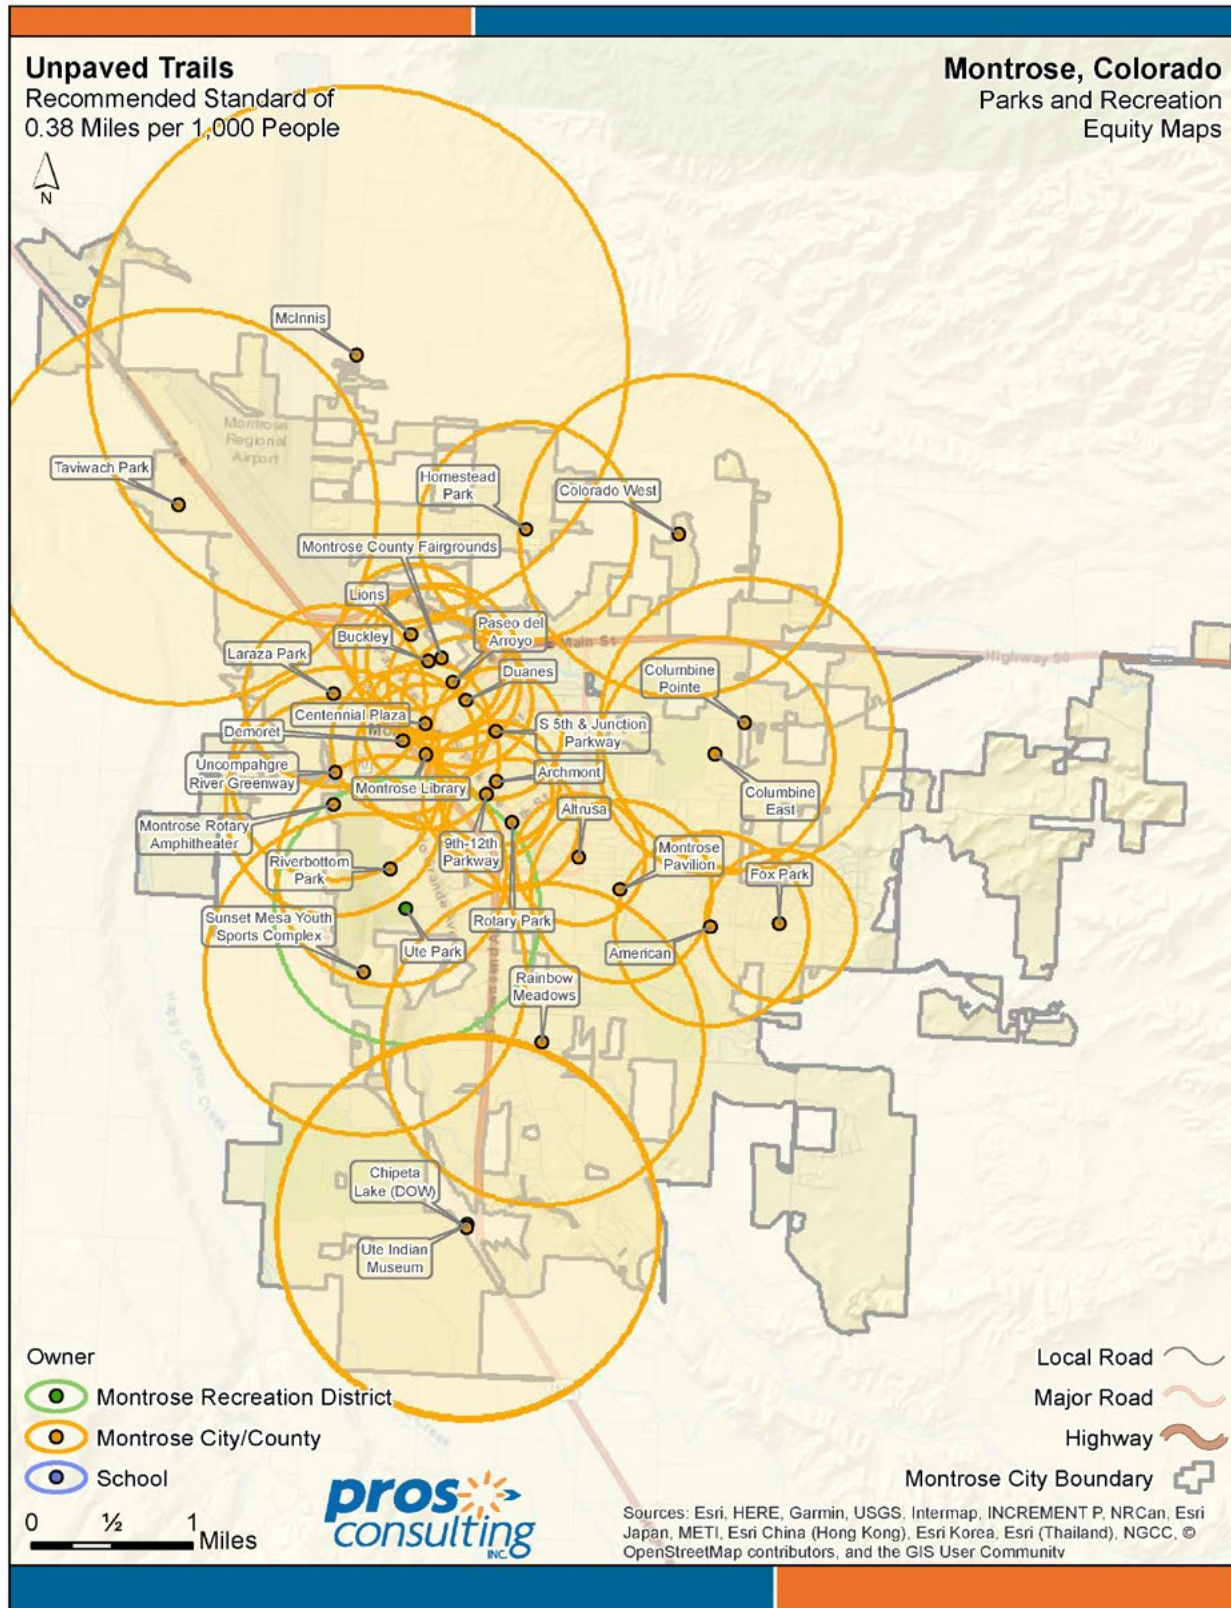 Unpaved Trails
Recommended Standard of
0.38 Miles per 1,000 People
Montrose, Colorado
Parks and Recreation
Equity Maps
N
McInnis
Montrose
Regional
Airport
Taviwach Park
Homestead
Park
Colorado West
Montrose County Fairgrounds
Lions
Paseo del
Arroyo
Buckley
Main St
Highway 50
Laraza Park
Duanes
Columbine
Pointe
Centennial Plaza
Demoret
S 5th & Junction
Parkway
Uncompahgre
River Greenway
Montrose Library
Archmont
Columbine
East
Altrusa
Montrose Rotary
Amphitheater
9th-12th
Parkway
Montrose
Pavilion
Riverbottom
Park
Fox Park
Sunset Mesa Youth
Sports Complex
Rotary Park
Ute Park
American
Rainbow
Meadows
Chipeta
Lake (DOW)
Ute Indian
Museum
Owner
Montrose Recreation District
Montrose City/County
School
0 ½ 1
Miles
pros
consulting
INC.
Local Road
Major Road
Highway
Montrose City Boundary
Sources: Esri, HERE, Garmin, USGS, Intermap, INCREMENT P, NRCan, Esri
Japan, METI, Esri China (Hong Kong), Esri Korea, Esri (Thailand), NGCC, ©
OpenStreetMap contributors, and the GIS User Community